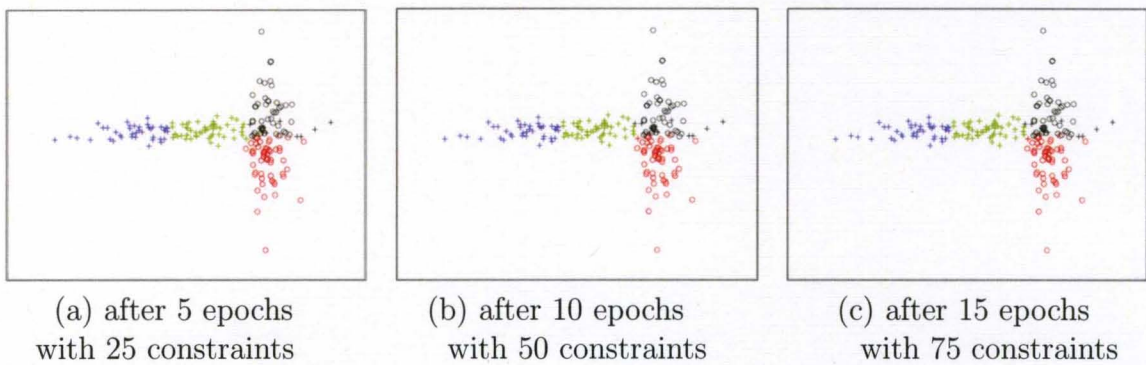 (a) after 5 epochs
with 25 constraints
(b) after 10 epochs
with 50 constraints
(c) after 15 epochs
with 75 constraints